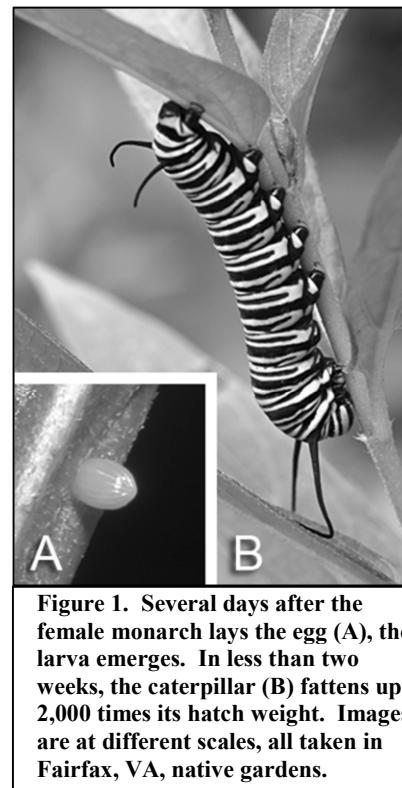 A
B
Figure 1. Several days after the
female monarch lays the egg (A), the
larva emerges. In less than two
weeks, the caterpillar (B) fattens up
2,000 times its hatch weight. Images
are at different scales, all taken in
Fairfax, VA, native gardens.